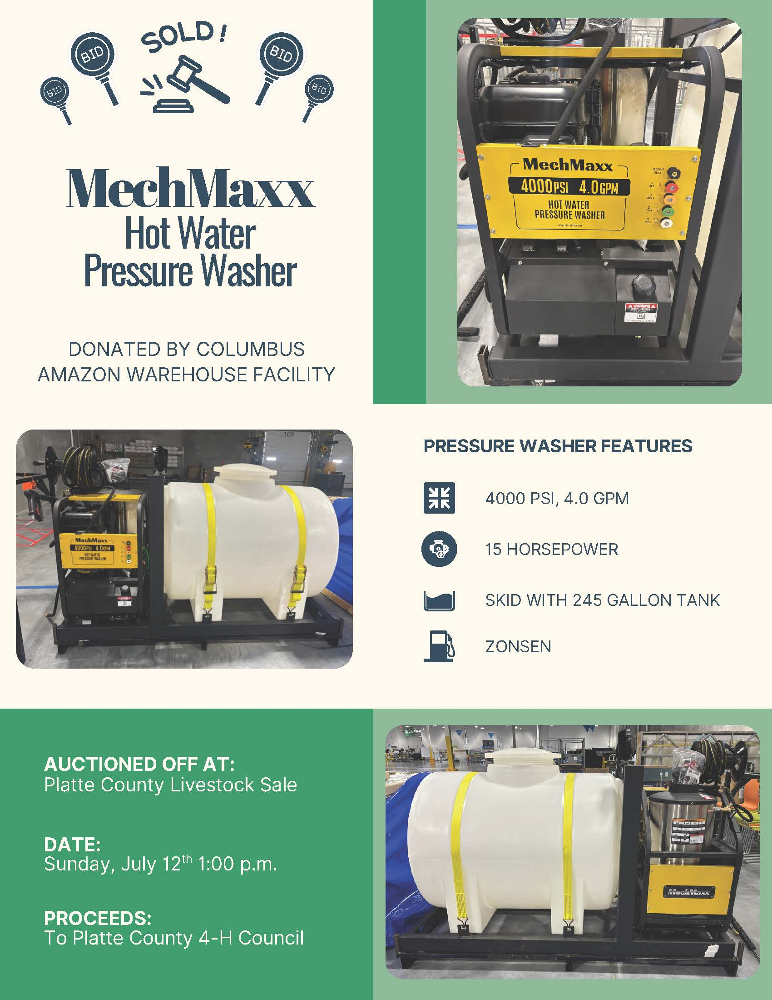 SOLD!
BID
BID
BID
BID
MechMaxx
Hot Water
Pressure Washer
DONATED BY COLUMBUS
AMAZON WAREHOUSE FACILITY
MechMaxx
4000PSI 4.0GPM
HOT WATER
PRESSURE WASHER
WARNING
109
MechMaxx
4000PSI 4.0GPM
HOT WATER
PRESSURE WASHER
PRESSURE WASHER FEATURES
4000 PSI, 4.0 GPM
15 HORSEPOWER
SKID WITH 245 GALLON TANK
ZONSEN
AUCTIONED OFF AT:
Platte County Livestock Sale
DATE:
Sunday, July 12th 1:00 p.m.
PROCEEDS:
To Platte County 4-H Council
MechMaxx